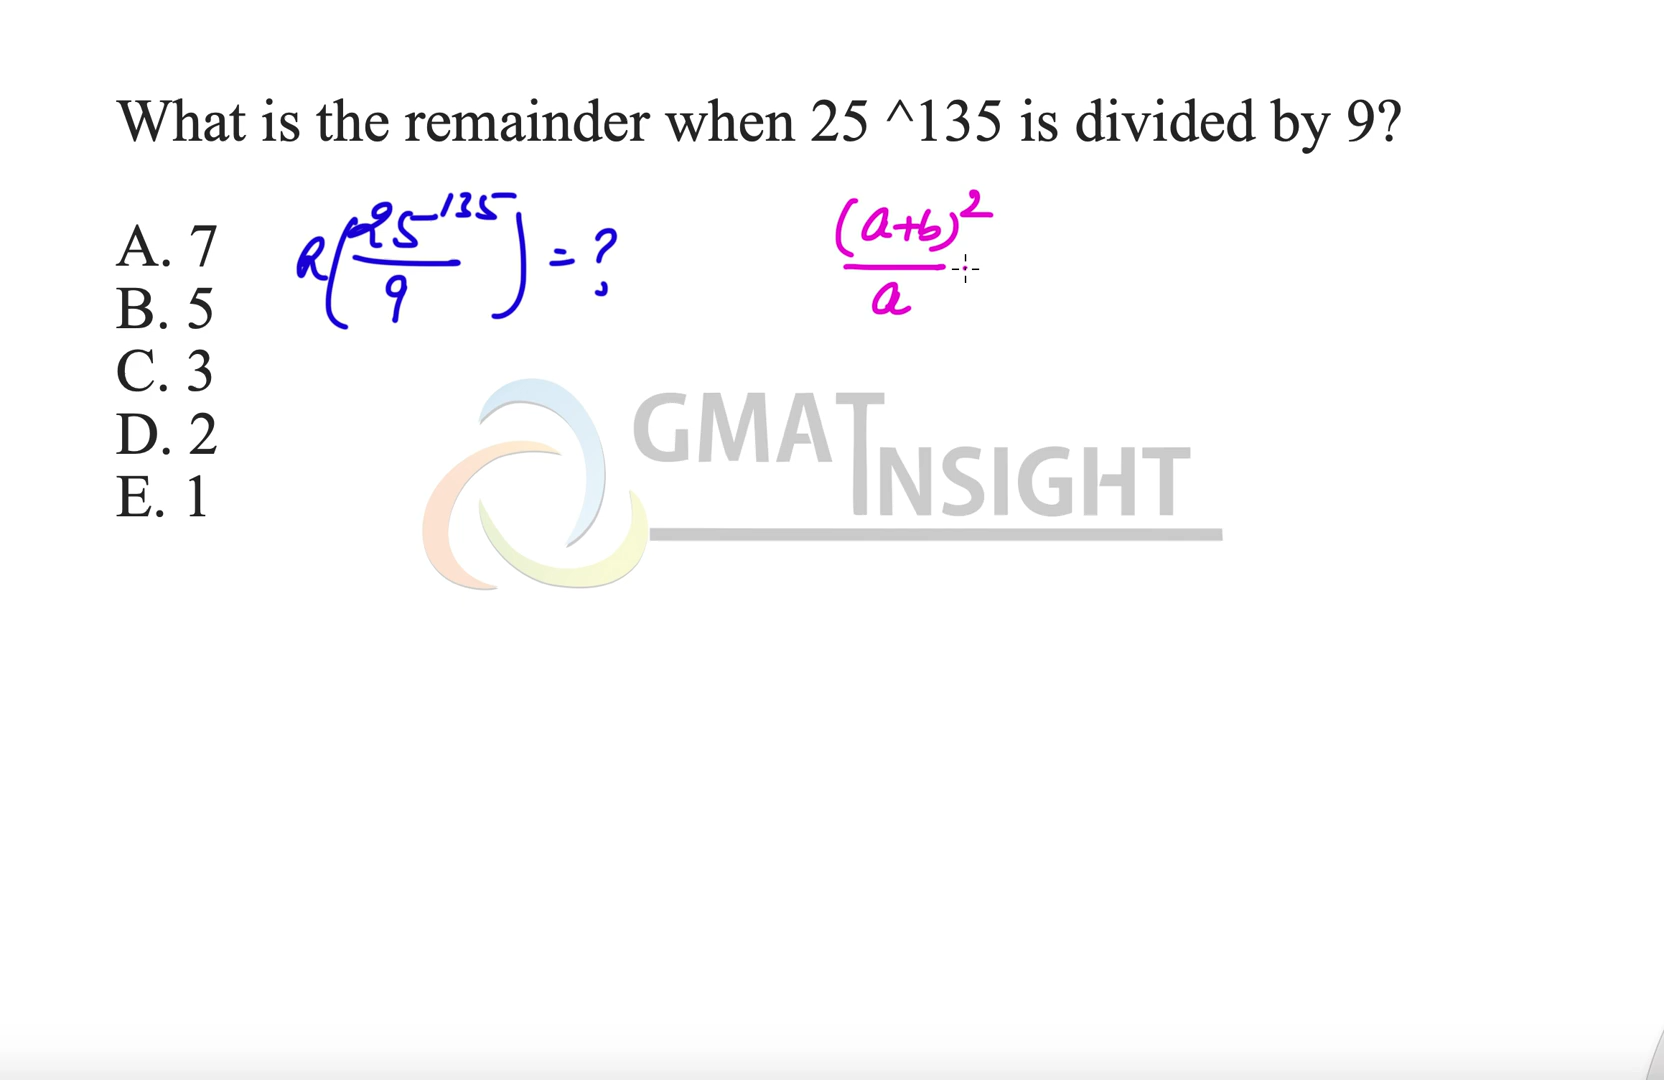 What is the remainder when 25 ^135 is divided by 9?
A. 7
B. 5
C. 3
D. 2
E. 1
R(25^135/9) = ?
(a+b)^2/a
GMAT INSIGHT